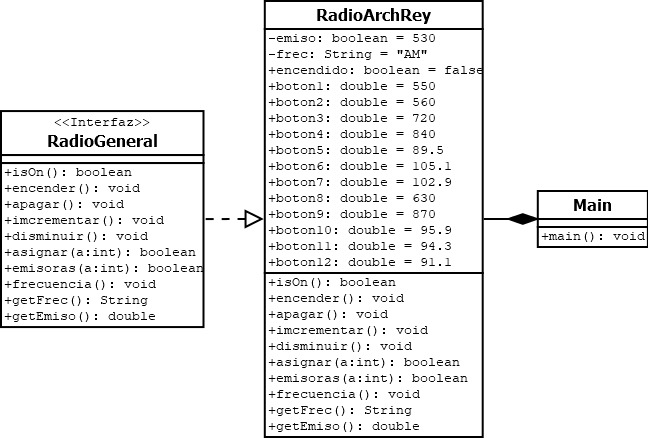 <<Interfaz>>
RadioGeneral
+isOn(): boolean
+encender(): void
+apagar(): void
+imcrementar(): void
+disminuir(): void
+asignar(a:int): boolean
+emisoras(a:int): boolean
+frecuencia(): void
+getFrec(): String
+getEmiso(): double
RadioArchRey
-emiso: boolean = 530
-frec: String = "AM"
+encendido: boolean = false
+boton1: double = 550
+boton2: double = 560
+boton3: double = 720
+boton4: double = 840
+boton5: double = 89.5
+boton6: double = 105.1
+boton7: double = 102.9
+boton8: double = 630
+boton9: double = 870
+boton10: double = 95.9
+boton11: double = 94.3
+boton12: double = 91.1
+isOn(): boolean
+encender(): void
+apagar(): void
+imcrementar(): void
+disminuir(): void
+asignar(a:int): boolean
+emisoras(a:int): boolean
+frecuencia(): void
+getFrec(): String
+getEmiso(): double
Main
+main(): void